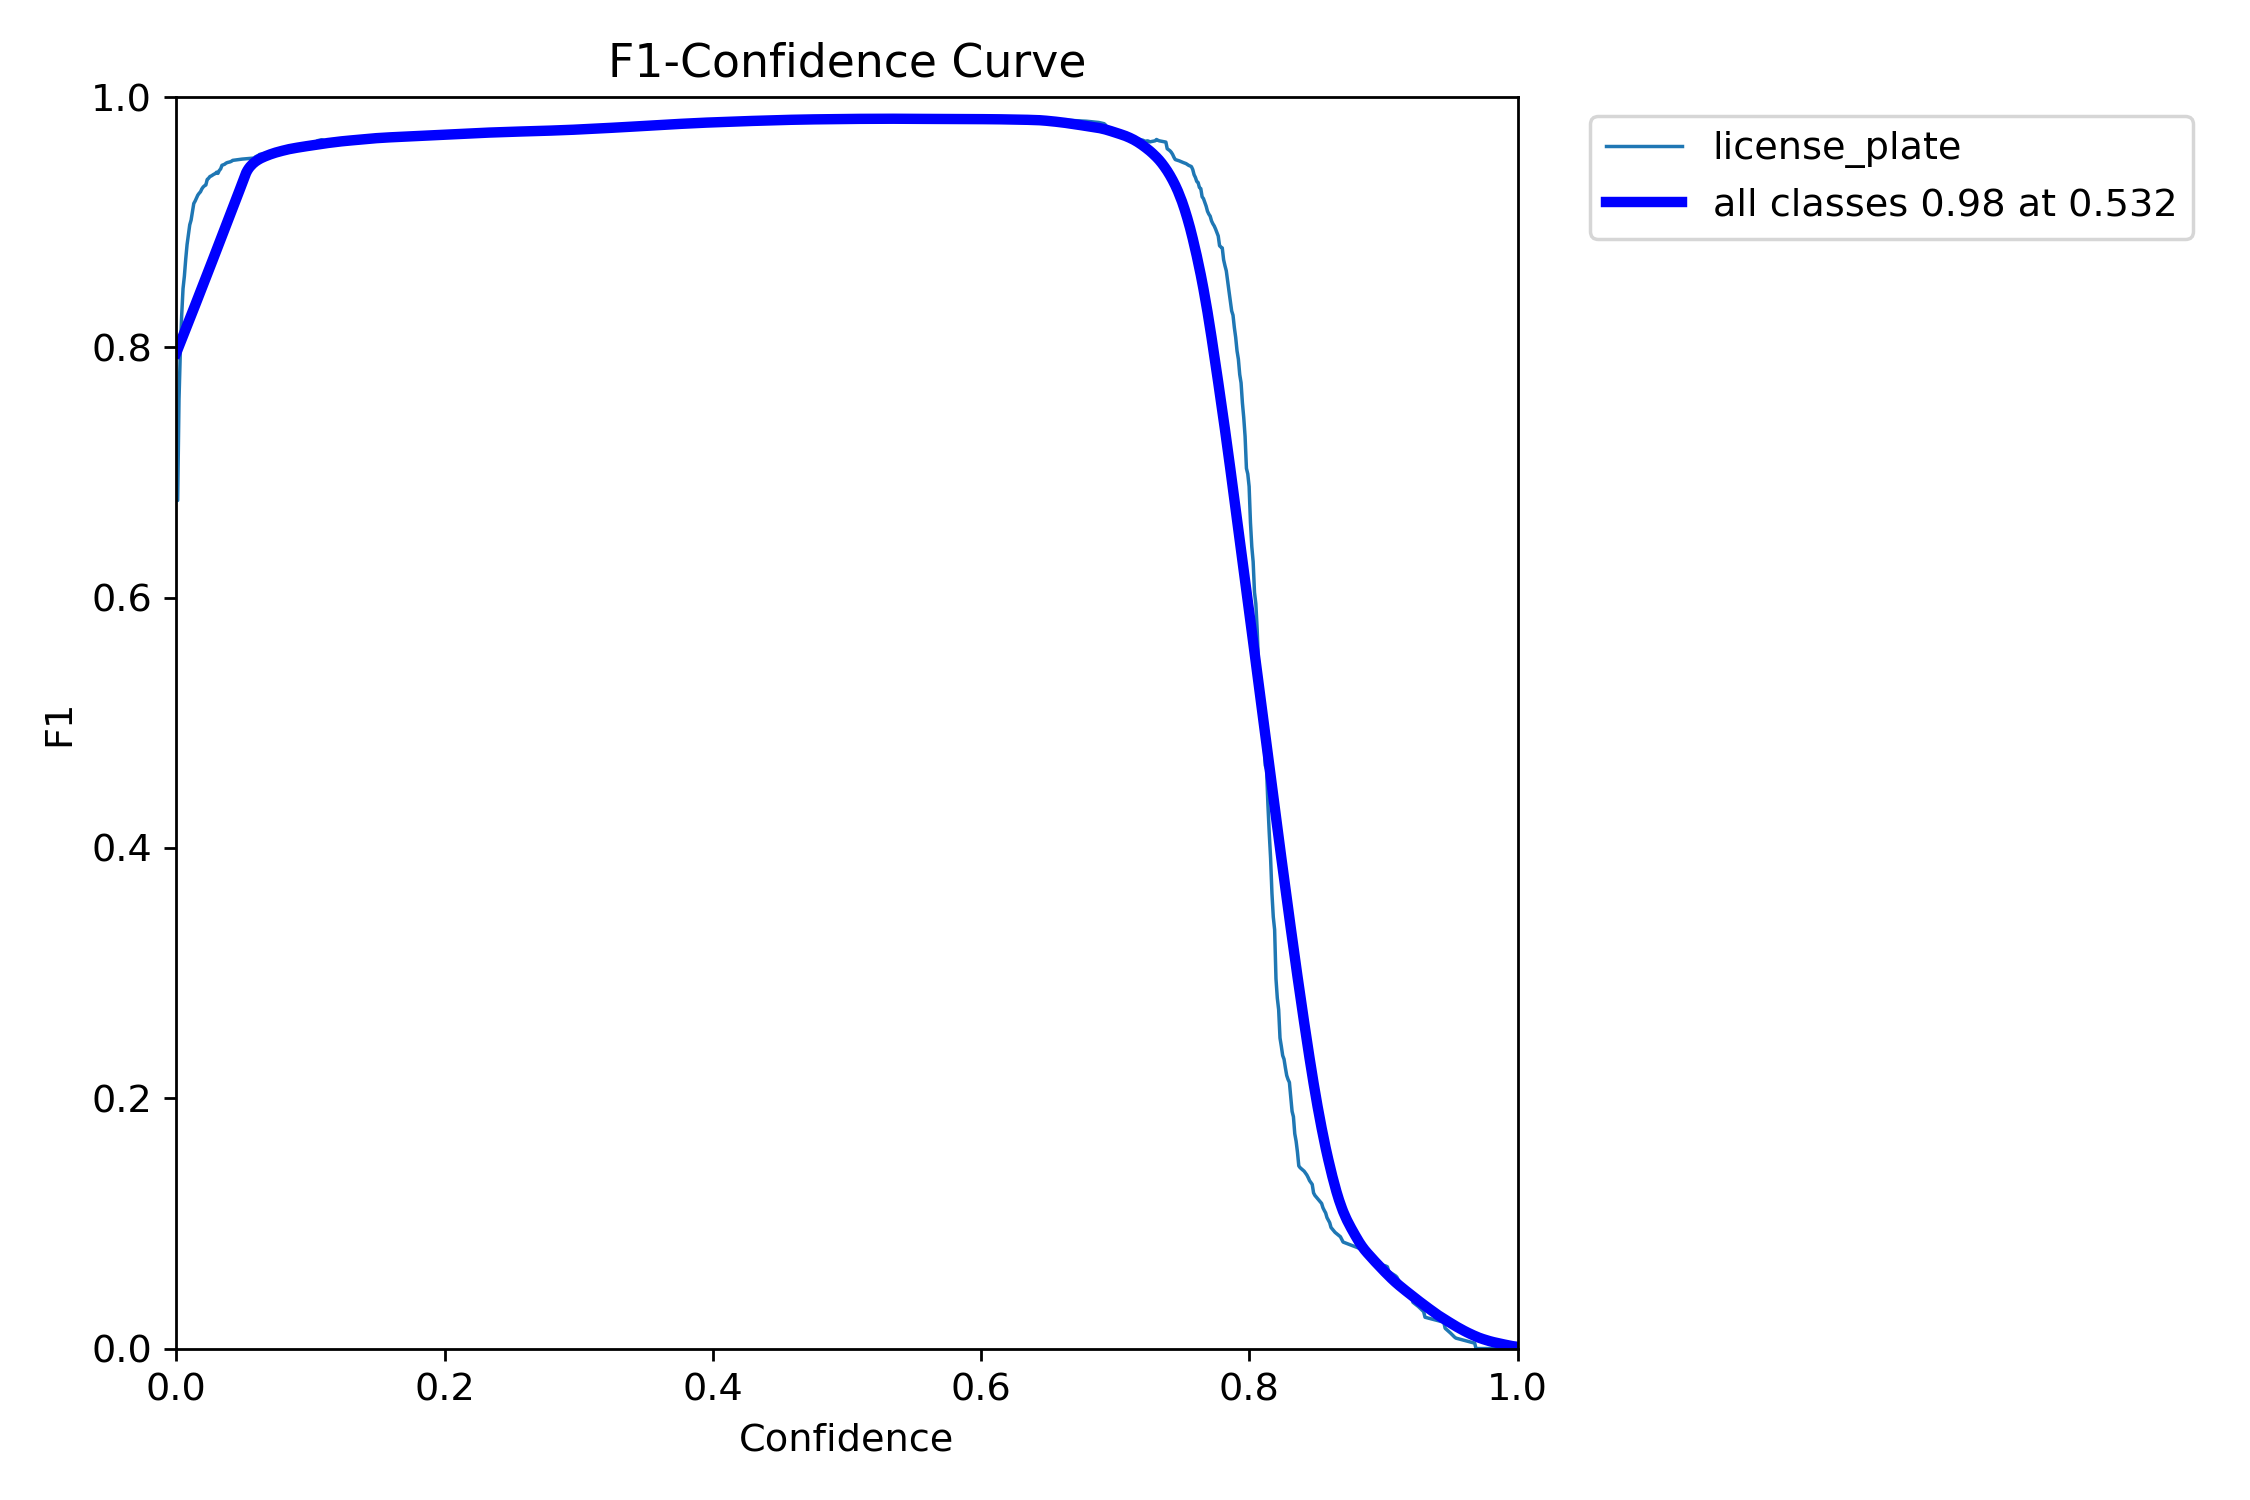 F1-Confidence Curve
1.0
0.8
0.6
0.4
0.2
0.0
F1
0.0 0.2 0.4 0.6 0.8 1.0
Confidence
license_plate
all classes 0.98 at 0.532